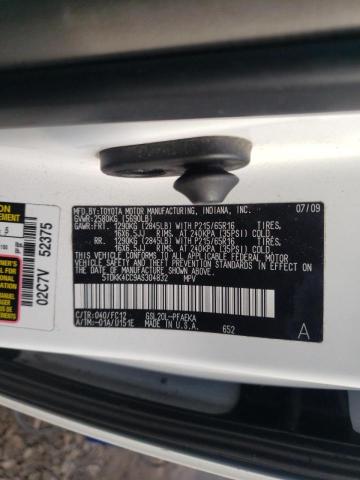 MFD.BY:TOYOTA MOTOR MANUFACTURING, INDIANA, INC. 07/09
GVWR:2580KG (5690LB)
GAWR:FRT. 1290KG (2845LB)WITH P215/65R16 TIRES,
16X6.5JJ RIMS, AT 240KPA (35PSI) COLD.
RR. 1290KG (2845LB)WITH P215/65R16 TIRES,
16X6.5JJ RIMS, AT 240KPA (35PSI) COLD.
THIS VEHICLE CONFORMS TO ALL APPLICABLE FEDERAL MOTOR
VEHICLE SAFETY AND THEFT PREVENTION STANDARDS IN
EFFECT ON THE DATE OF MANUFACTURE SHOWN ABOVE.
5TDKK4CC9AS304832 MPV
C/TR:040/FC12 GSL20L-PFAEKA
A/TM:-01A/U151E MADE IN U.S.A.
652 A
02C7V 52375
5